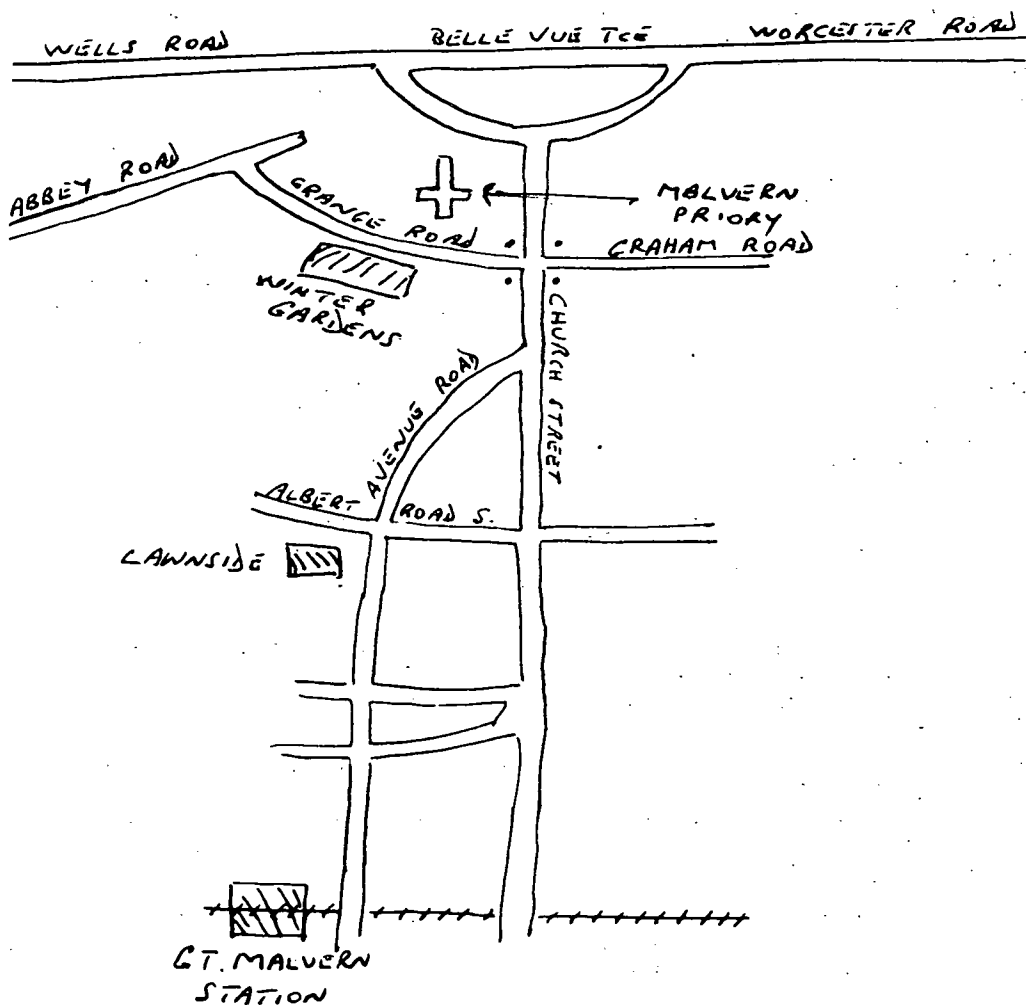 WELLS ROAD
BELLE VUE TCE
WORCESTER ROAD
ABBEY ROAD
GRANGE ROAD
MALVERN
PRIORY
GRAHAM ROAD
WINTER
GARDENS
CHURCH STREET
AVENUE ROAD
ALBERT ROAD S.
LAWNSIDE
GT. MALVERN
STATION